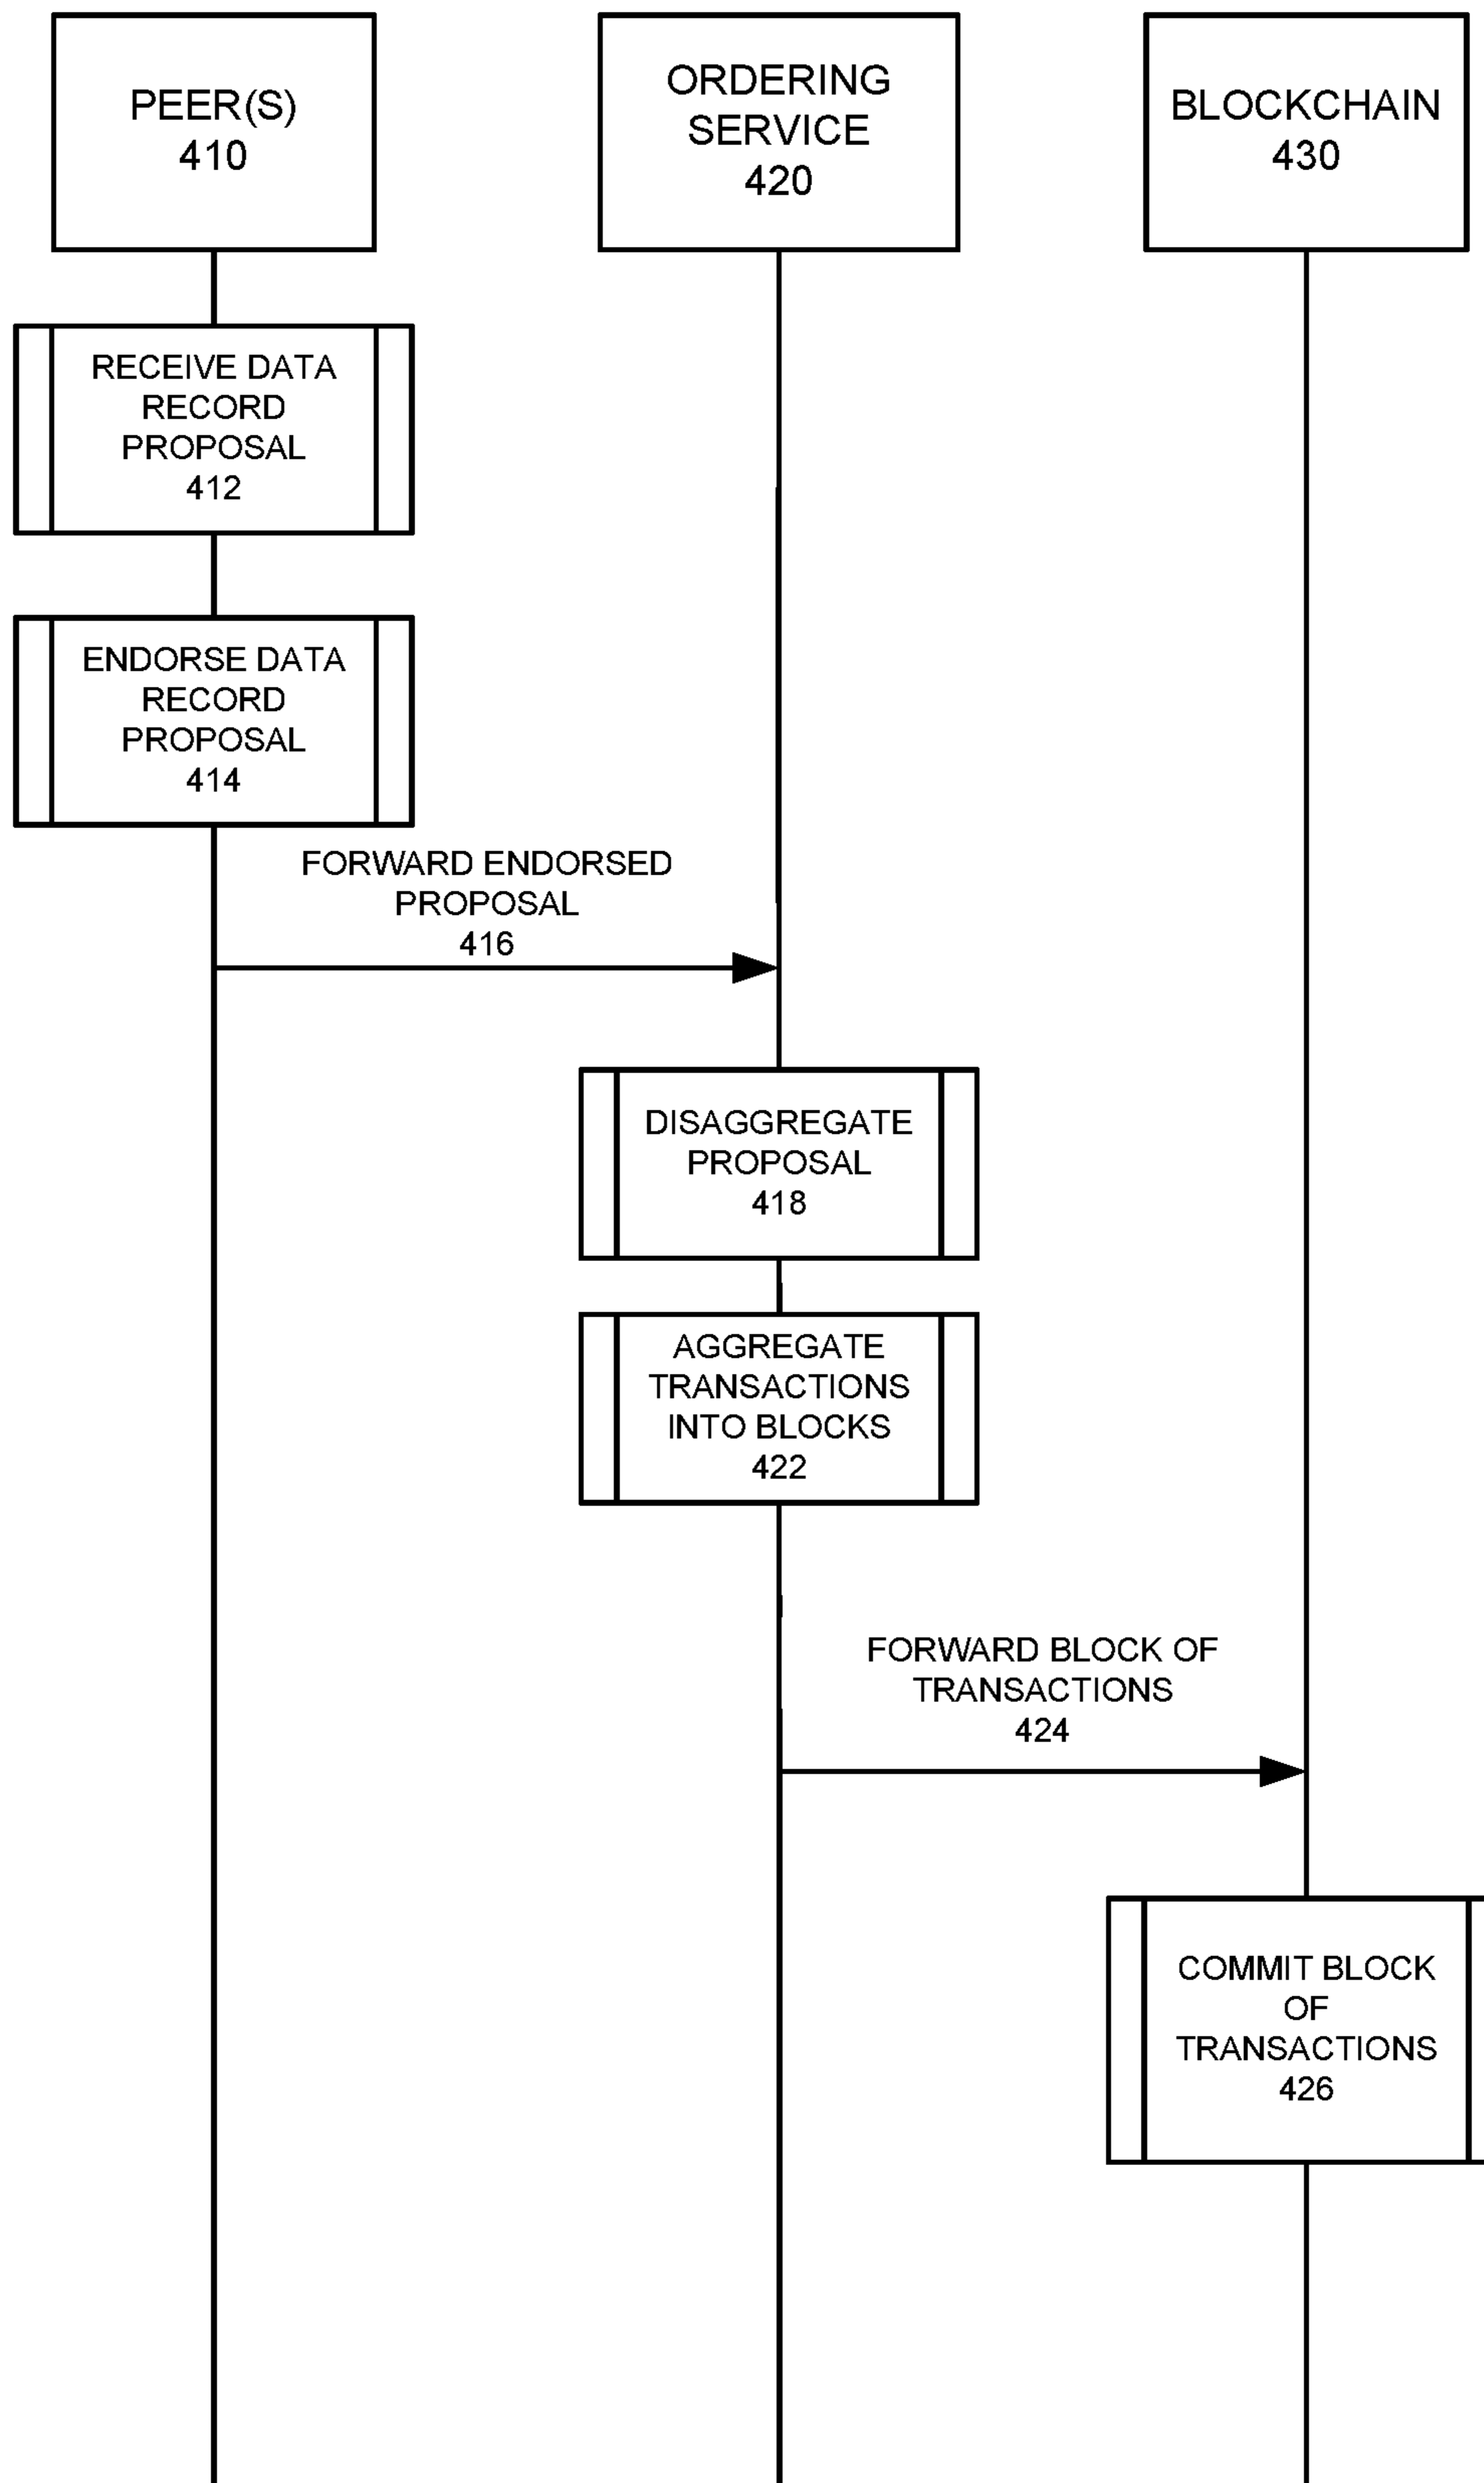 PEER(S)
410
ORDERING
SERVICE
420
BLOCKCHAIN
430
RECEIVE DATA
RECORD
PROPOSAL
412
ENDORSE DATA
RECORD
PROPOSAL
414
FORWARD ENDORSED
PROPOSAL
416
DISAGGREGATE
PROPOSAL
418
AGGREGATE
TRANSACTIONS
INTO BLOCKS
422
FORWARD BLOCK OF
TRANSACTIONS
424
COMMIT BLOCK
OF
TRANSACTIONS
426